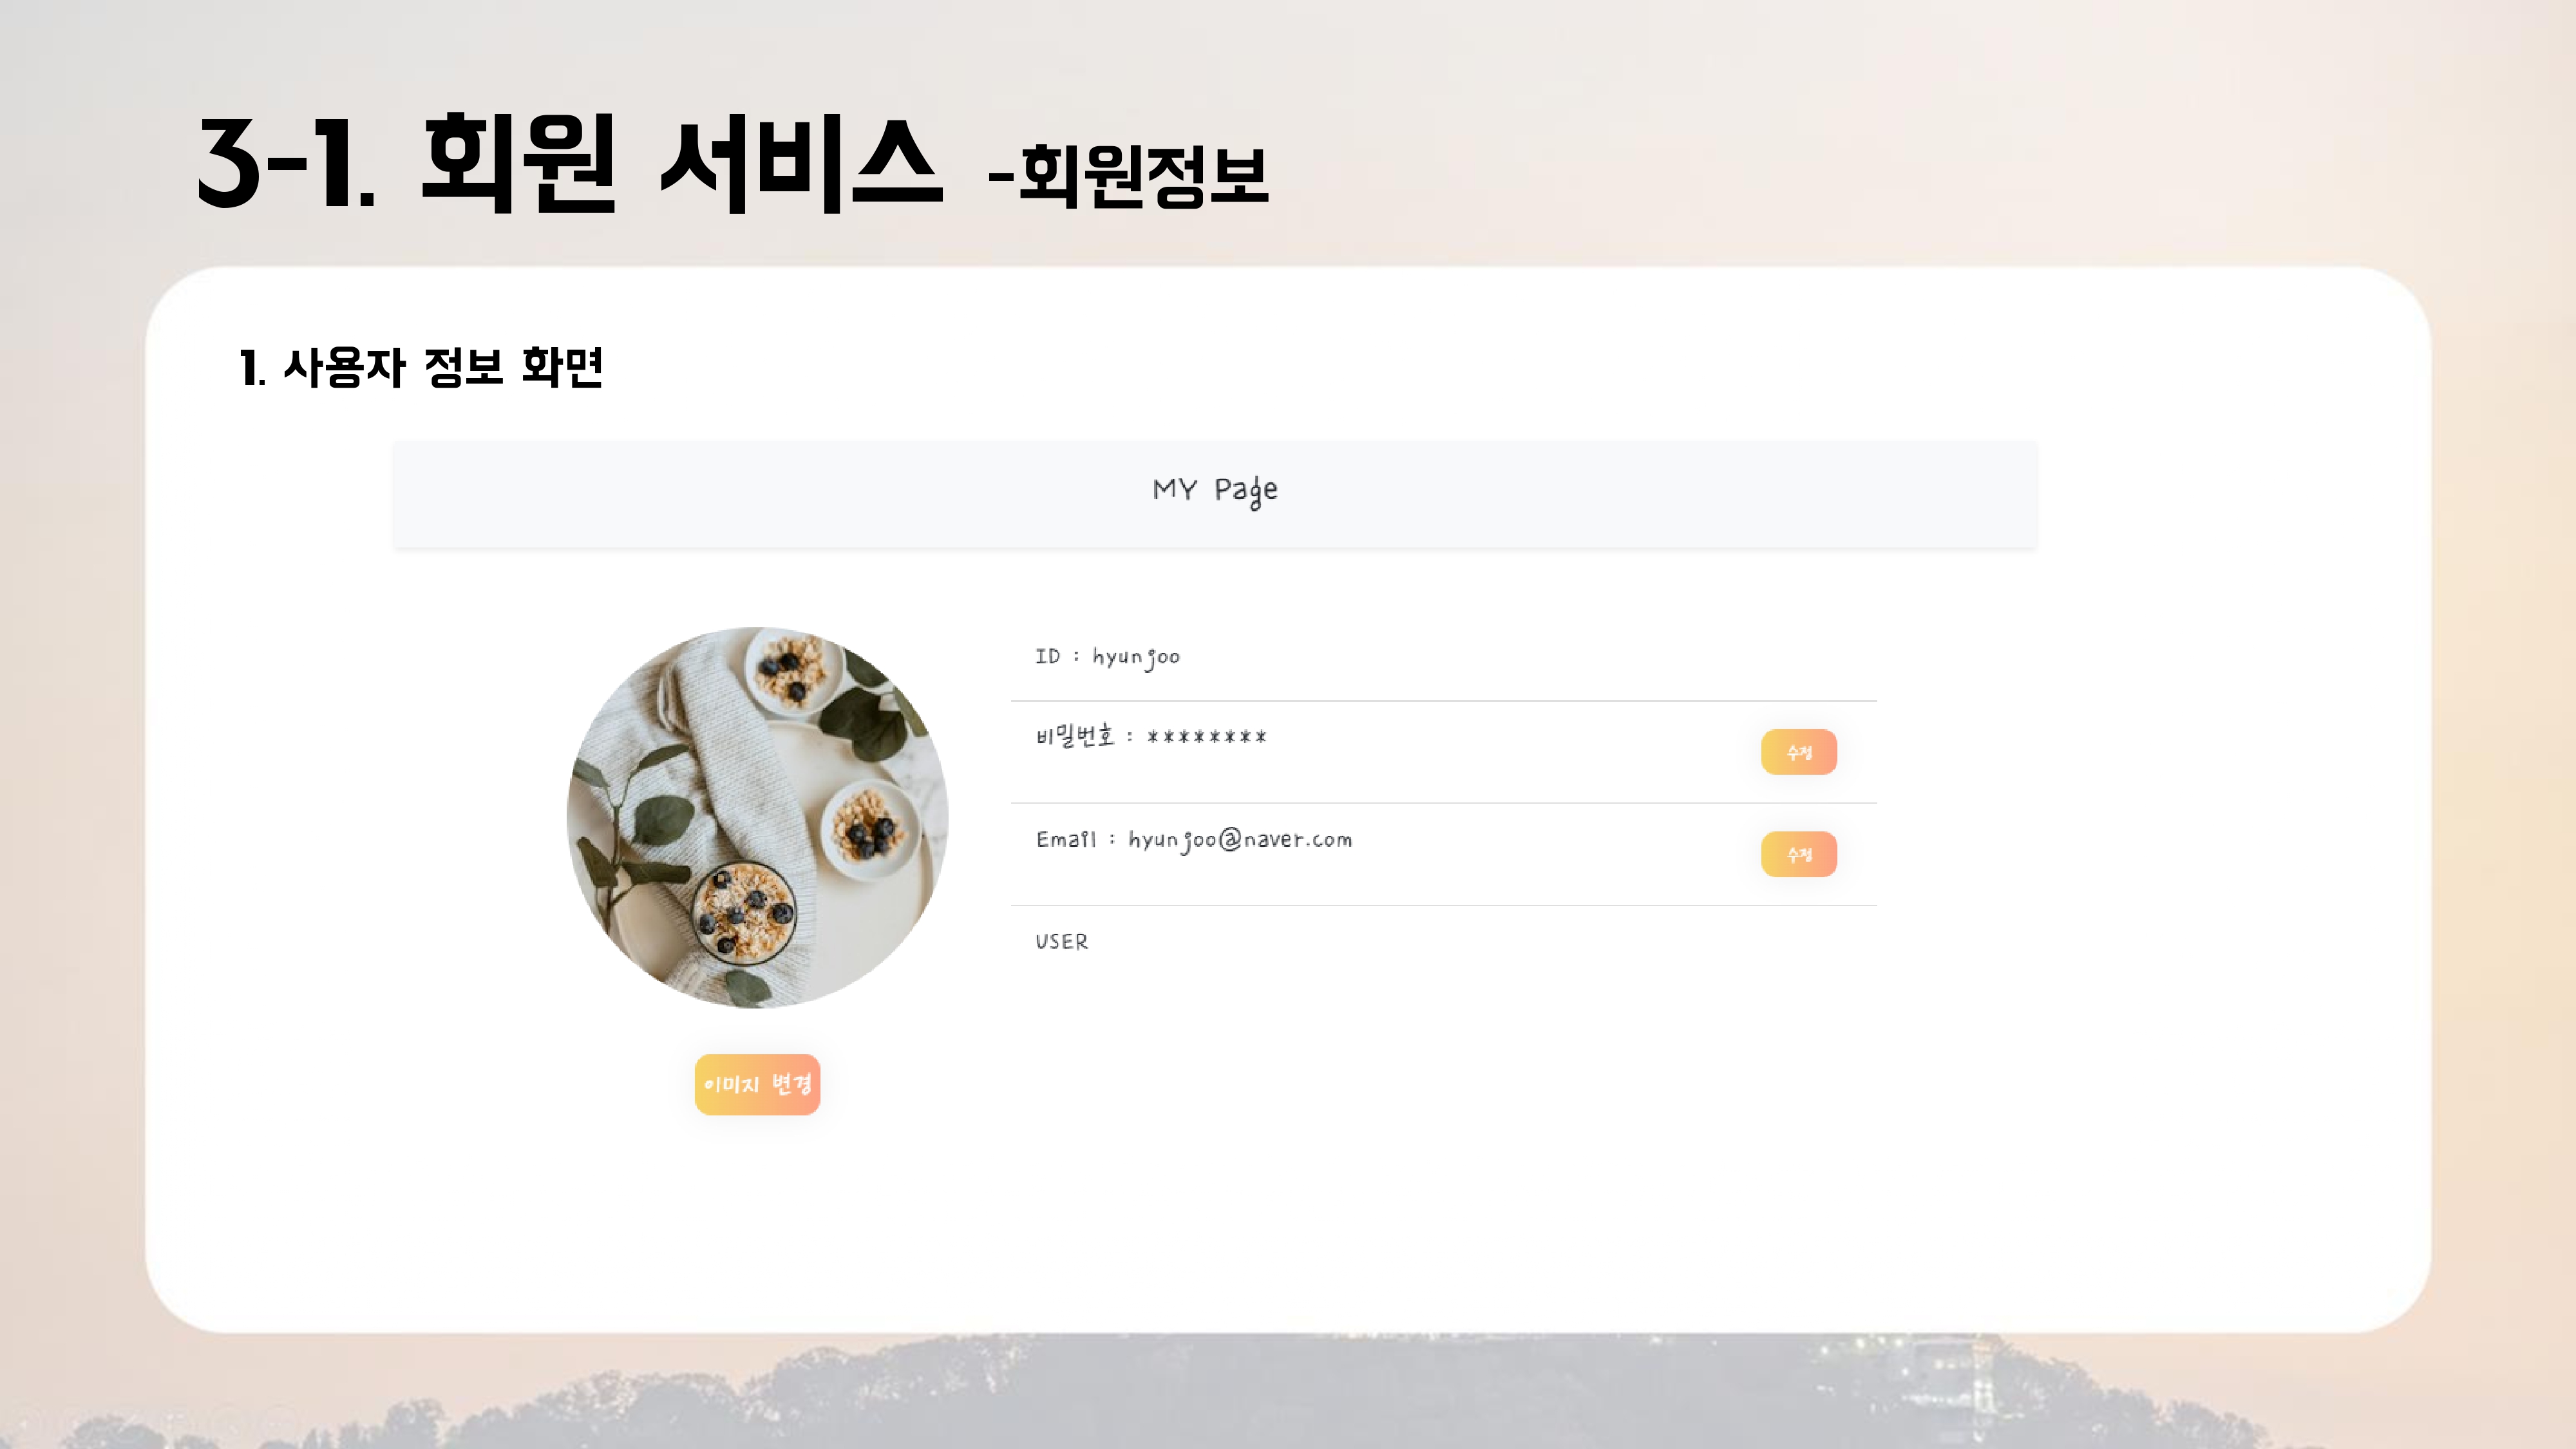 3-1. 회원 서비스 -회원정보
1. 사용자 정보 화면
MY Page
ID : hyunjoo
비밀번호 : ********
수정
Email : hyunjoo@naver.com
수정
USER
이미지 변경